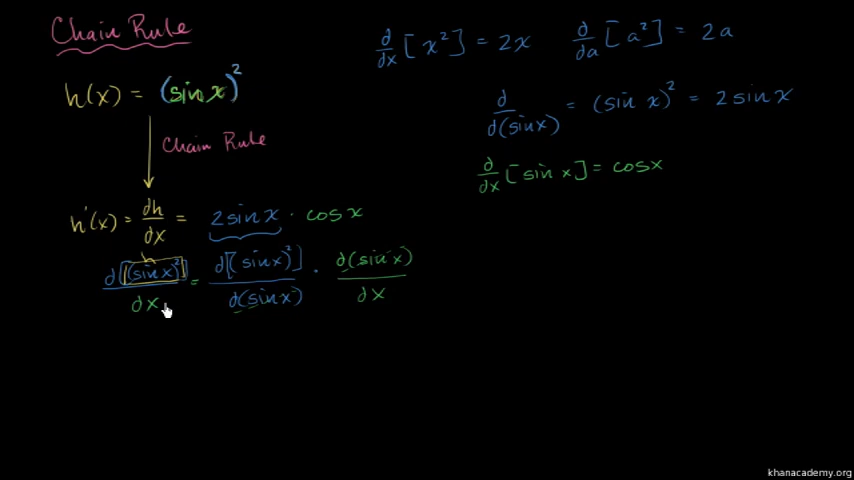 Chain Rule
d/dx [x²] = 2x    d/da [a²] = 2a
h(x) = (sin x)²
d/d(sin x) = (sin x)² = 2 sin x
Chain Rule
d/dx [sin x] = cos x
h'(x) = dh/dx = 2 sin x · cos x
d[(sin x)²]/dx = d[(sin x)²]/d(sin x) · d(sin x)/dx
khanacademy.org